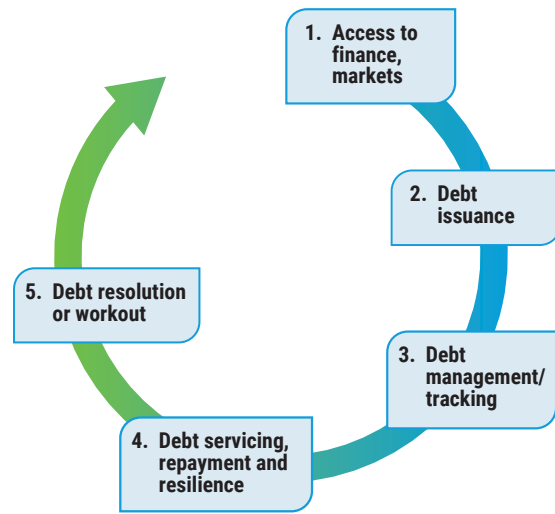 1. Access to
finance,
markets
2. Debt
issuance
3. Debt
management/
tracking
4. Debt servicing,
repayment and
resilience
5. Debt resolution
or workout